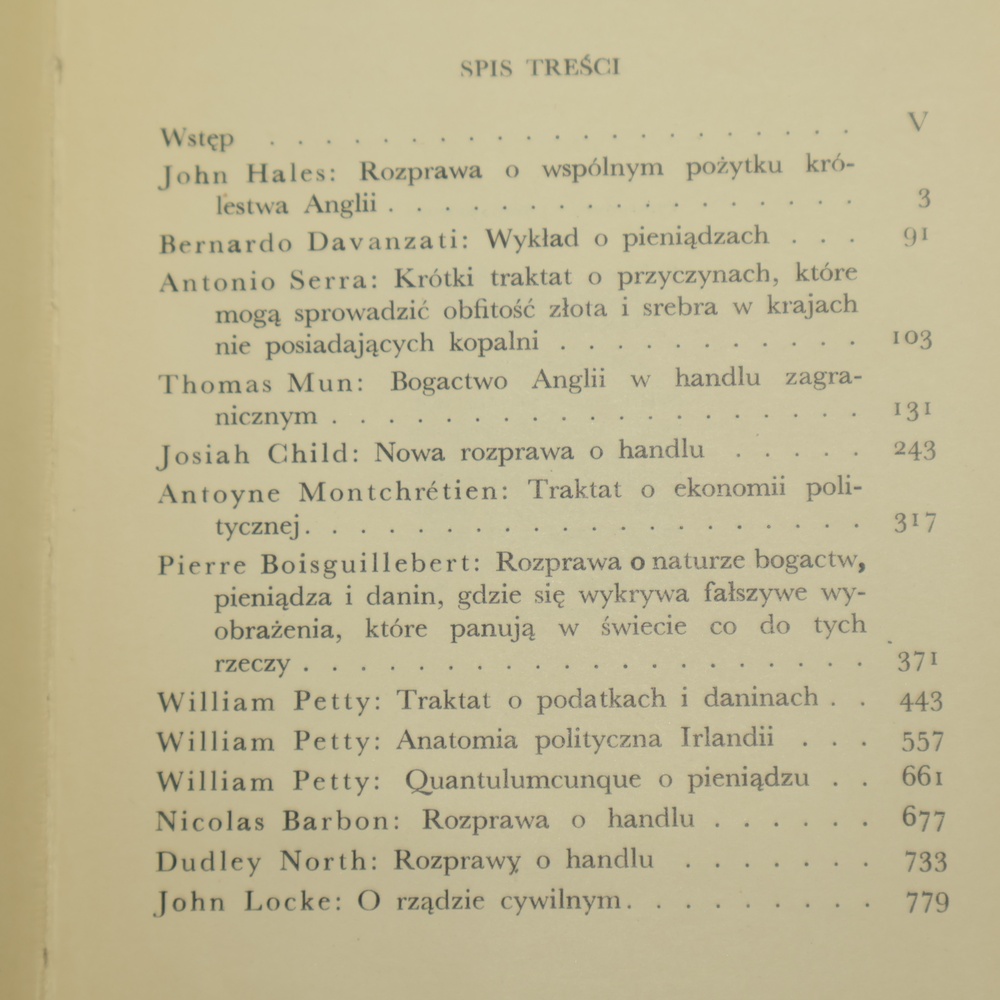 SPIS TREŚCI
Wstęp . . . . . . . . . . . . . . . . . . . . . V
John Hales: Rozprawa o wspólnym pożytku kró-
lestwa Anglii . . . . . . . . . . . . . . . . . 3
Bernardo Davanzati: Wykład o pieniądzach . . . 91
Antonio Serra: Krótki traktat o przyczynach, które
mogą sprowadzić obfitość złota i srebra w krajach
nie posiadających kopalni . . . . . . . . . . . 103
Thomas Mun: Bogactwo Anglii w handlu zagra-
nicznym . . . . . . . . . . . . . . . . . . . 131
Josiah Child: Nowa rozprawa o handlu . . . . . 243
Antoyne Montchrétien: Traktat o ekonomii poli-
tycznej. . . . . . . . . . . . . . . . . . . . 317
Pierre Boisguillebert: Rozprawa o naturze bogactw,
pieniądza i danin, gdzie się wykrywa fałszywe wy-
obrażenia, które panują w świecie co do tych
rzeczy . . . . . . . . . . . . . . . . . . . . 371
William Petty: Traktat o podatkach i daninach . . 443
William Petty: Anatomia polityczna Irlandii . . . 557
William Petty: Quantulumcunque o pieniądzu . . 661
Nicolas Barbon: Rozprawa o handlu . . . . . . 677
Dudley North: Rozprawy o handlu . . . . . . . 733
John Locke: O rządzie cywilnym. . . . . . . . . 779